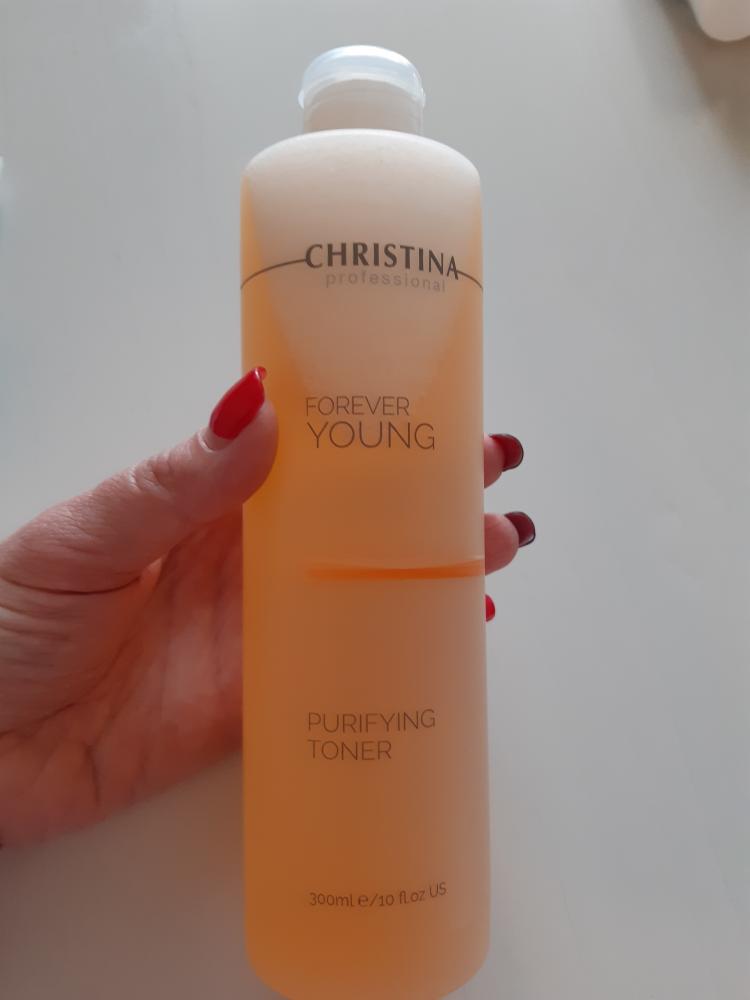 CHRISTINA
professional
FOREVER
YOUNG
PURIFYING
TONER
300ml e/10 fl.oz US